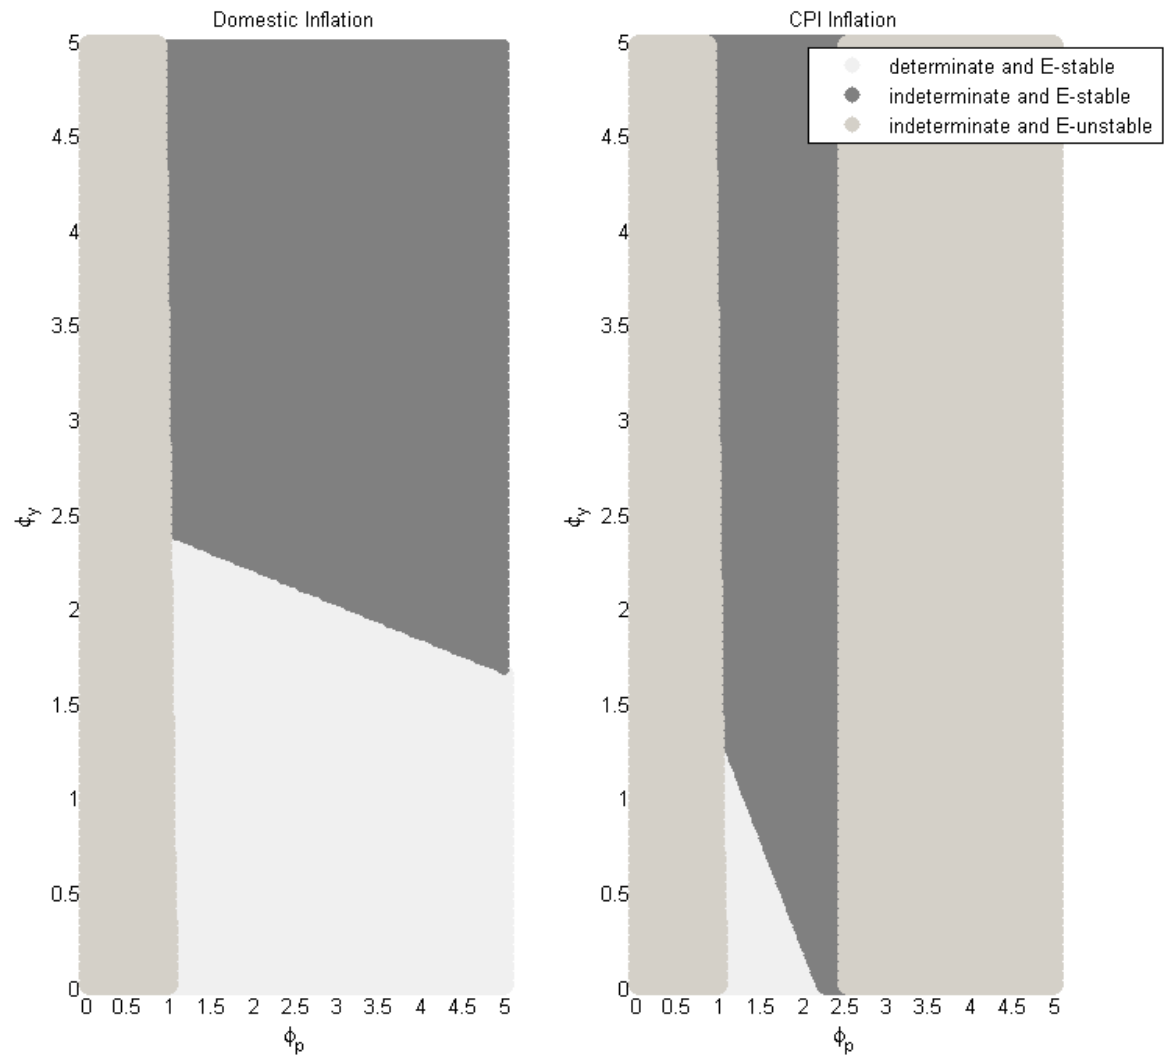 Domestic Inflation
5
4.5
4
3.5
3
2.5
2
1.5
1
0.5
0
0 0.5 1 1.5 2 2.5 3 3.5 4 4.5 5
ϕy
ϕp
CPI Inflation
determinate and E-stable
indeterminate and E-stable
indeterminate and E-unstable
5
4.5
4
3.5
3
2.5
2
1.5
1
0.5
0
0 0.5 1 1.5 2 2.5 3 3.5 4 4.5 5
ϕy
ϕp